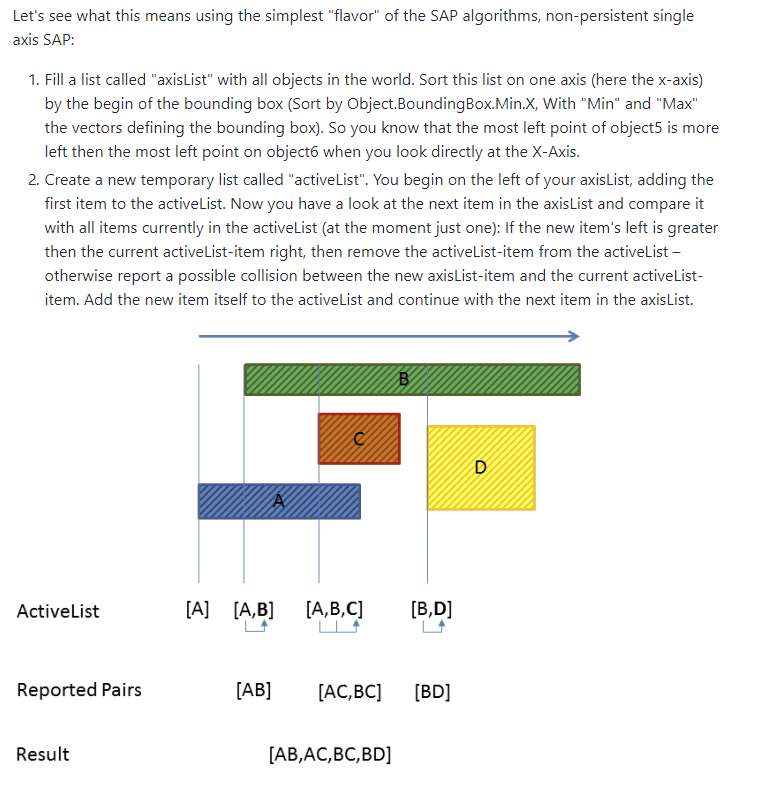 Let's see what this means using the simplest "flavor" of the SAP algorithms, non-persistent single
axis SAP:
1. Fill a list called "axisList" with all objects in the world. Sort this list on one axis (here the x-axis)
by the begin of the bounding box (Sort by Object.BoundingBox.Min.X, With "Min" and "Max"
the vectors defining the bounding box). So you know that the most left point of object5 is more
left then the most left point on object6 when you look directly at the X-Axis.
2. Create a new temporary list called "activeList". You begin on the left of your axisList, adding the
first item to the activeList. Now you have a look at the next item in the axisList and compare it
with all items currently in the activeList (at the moment just one): If the new item's left is greater
then the current activeList-item right, then remove the activeList-item from the activeList –
otherwise report a possible collision between the new axisList-item and the current activeList-
item. Add the new item itself to the activeList and continue with the next item in the axisList.
B
C
D
A
ActiveList [A] [A,B] [A,B,C] [B,D]
Reported Pairs [AB] [AC,BC] [BD]
Result [AB,AC,BC,BD]